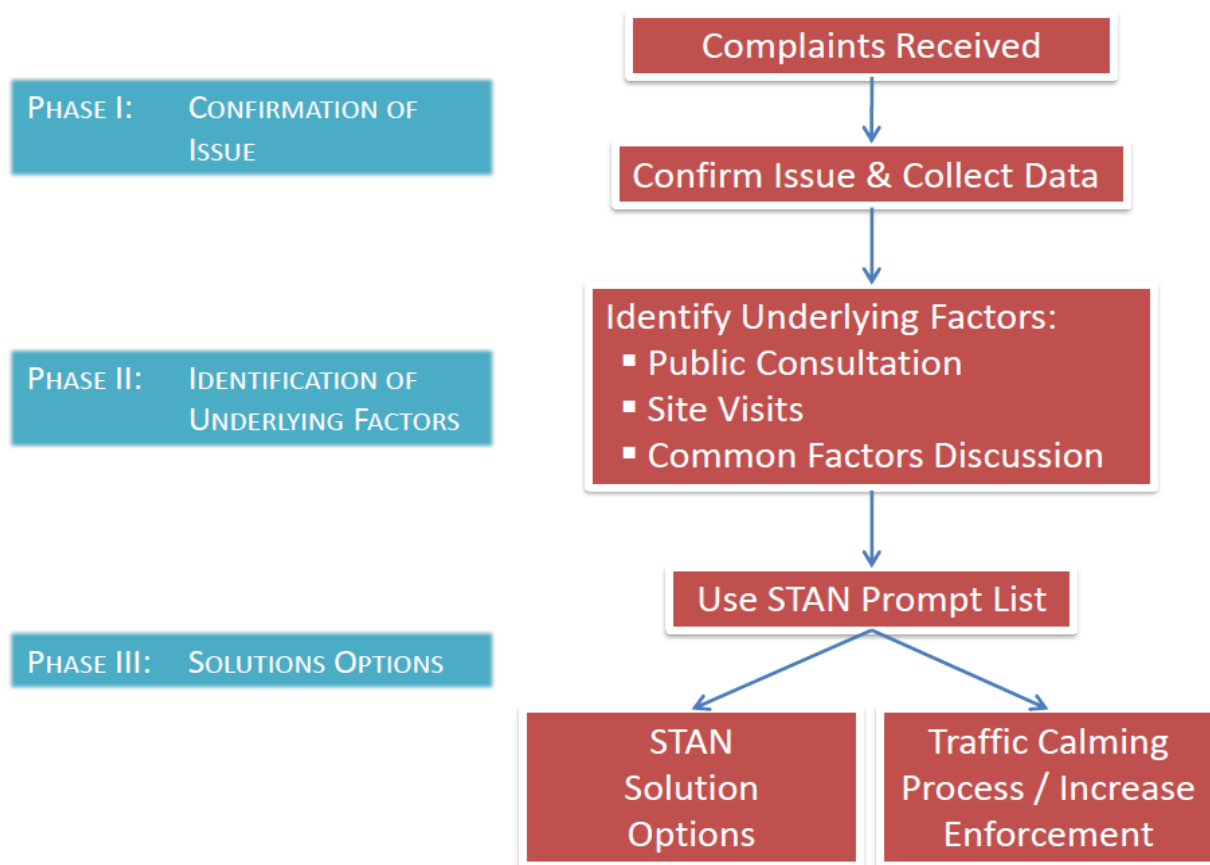 Complaints Received
PHASE I: CONFIRMATION OF
ISSUE
Confirm Issue & Collect Data
Identify Underlying Factors:
▪ Public Consultation
▪ Site Visits
▪ Common Factors Discussion
PHASE II: IDENTIFICATION OF
UNDERLYING FACTORS
Use STAN Prompt List
PHASE III: SOLUTIONS OPTIONS
STAN
Solution
Options
Traffic Calming
Process / Increase
Enforcement